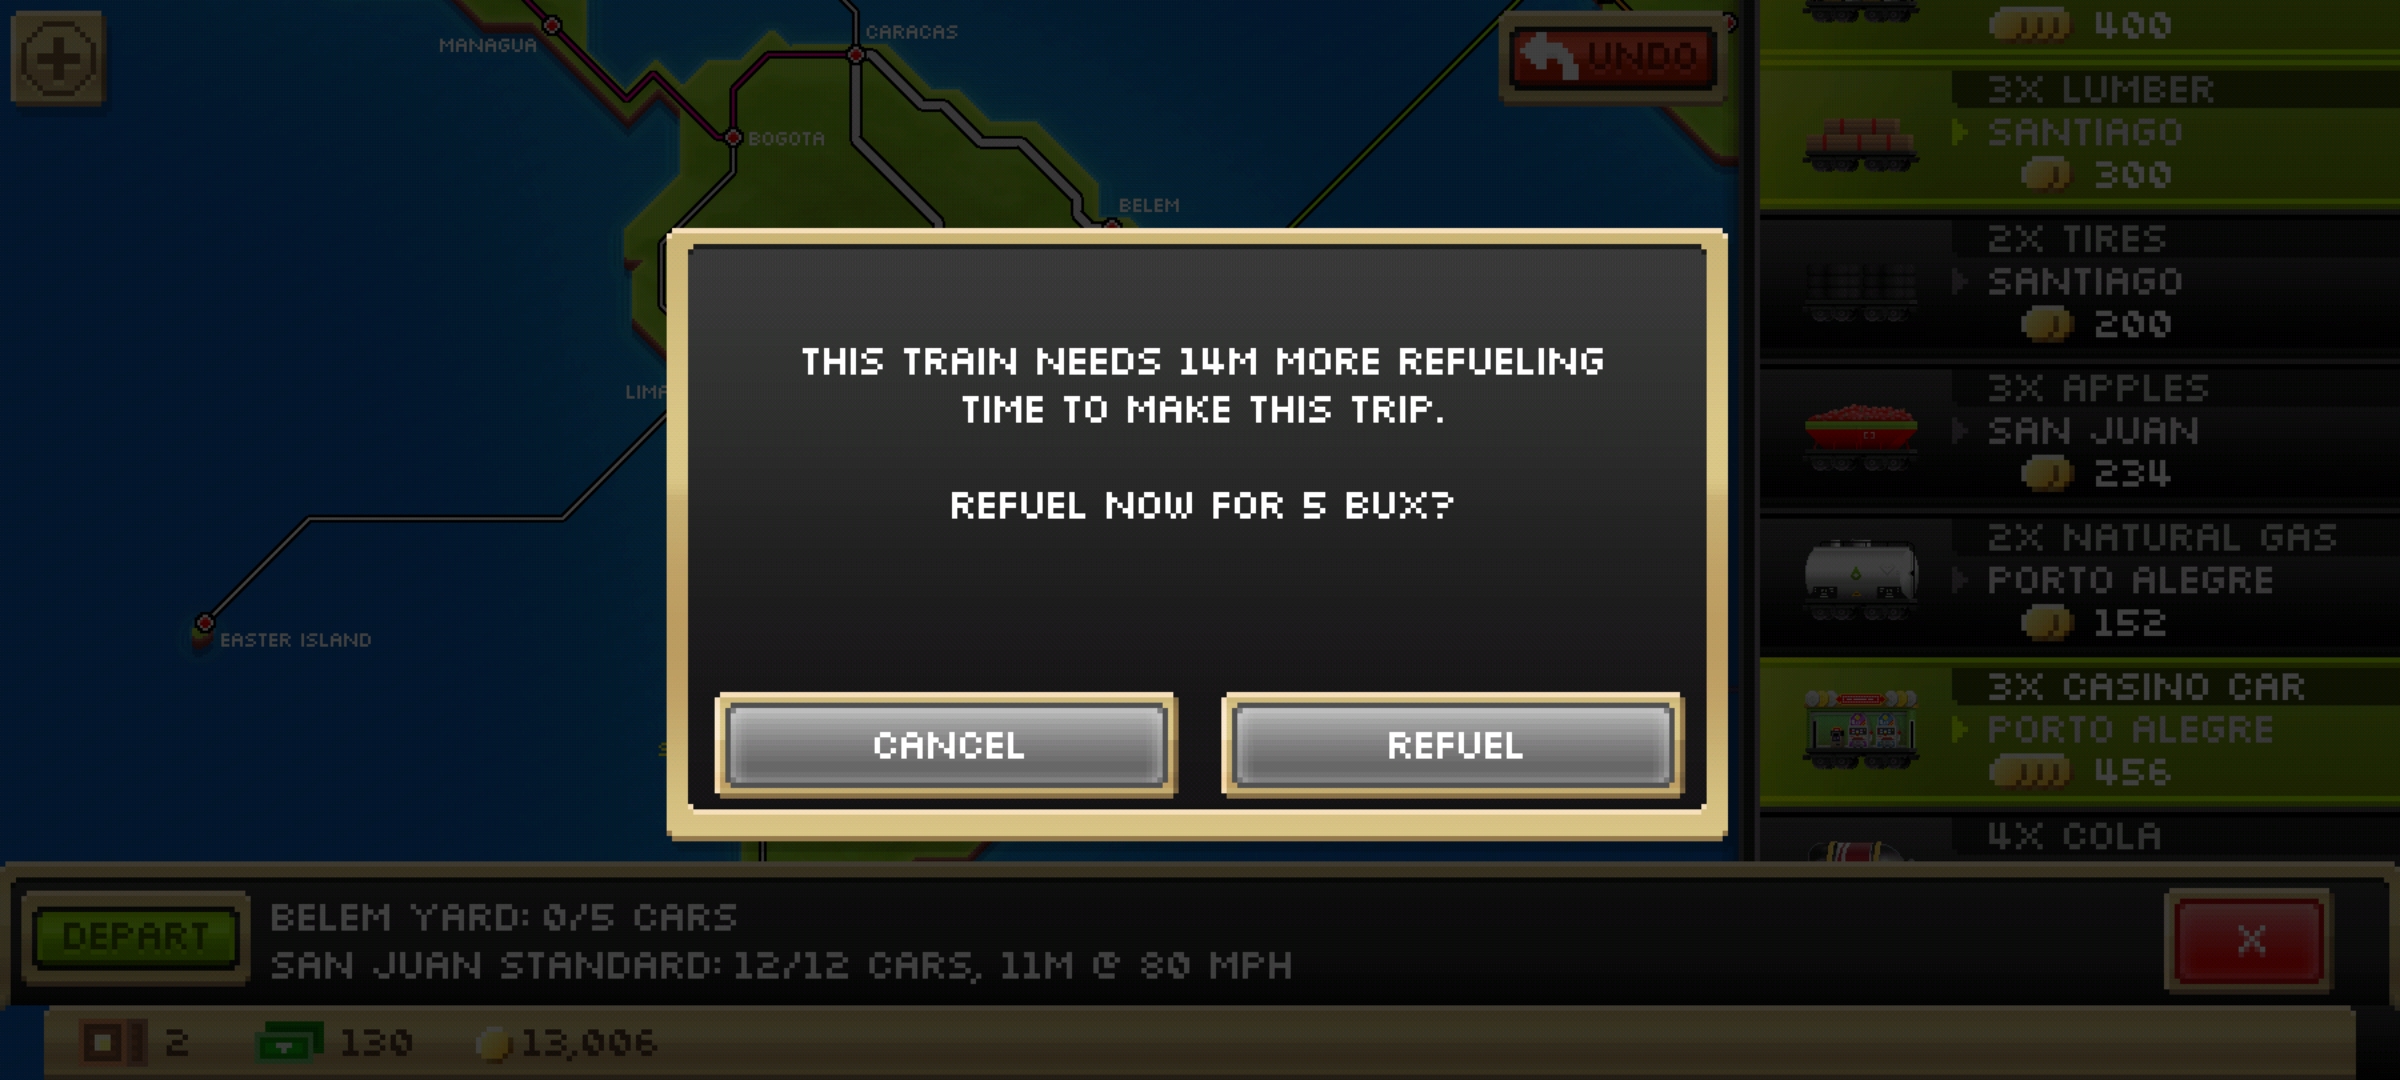 MANAGUA
CARACAS
BOGOTA
BELEM
EASTER ISLAND
UNDO
400
3X LUMBER
SANTIAGO
300
2X TIRES
SANTIAGO
200
3X APPLES
SAN JUAN
234
2X NATURAL GAS
PORTO ALEGRE
152
3X CASINO CAR
PORTO ALEGRE
456
4X COLA
THIS TRAIN NEEDS 14M MORE REFUELING
TIME TO MAKE THIS TRIP.
REFUEL NOW FOR 5 BUX?
CANCEL
REFUEL
DEPART
BELEM YARD: 0/5 CARS
SAN JUAN STANDARD: 12/12 CARS, 11M @ 80 MPH
X
2
130
13,006